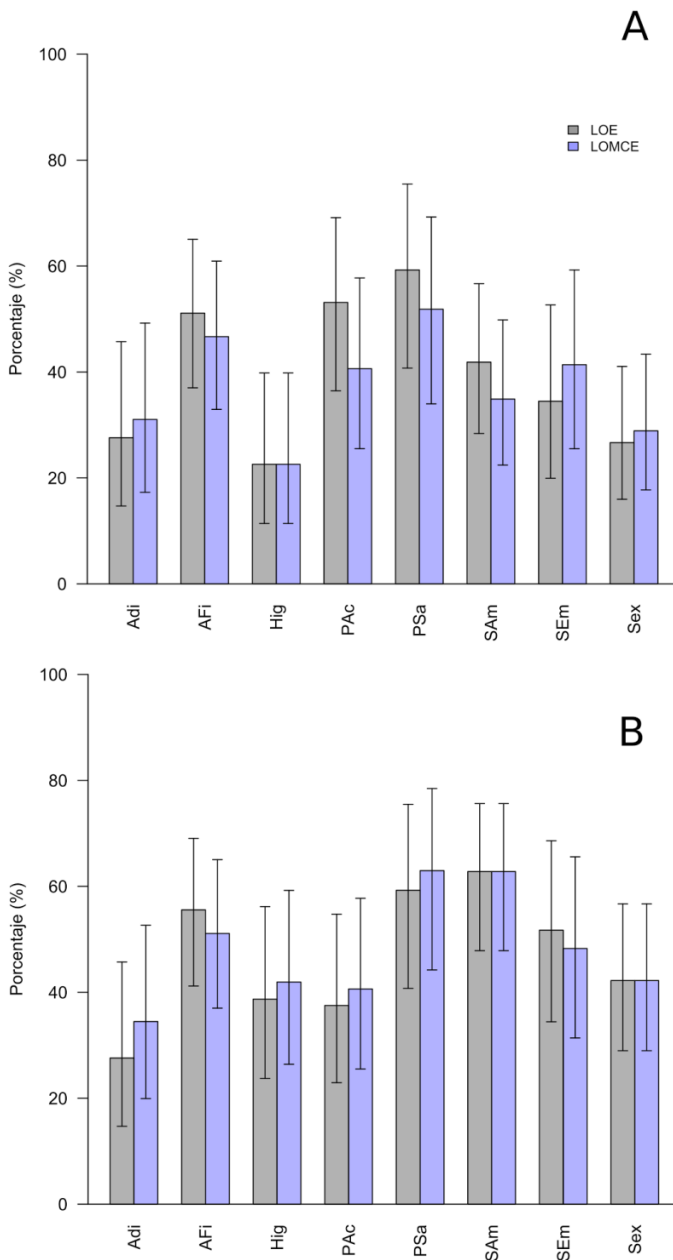 A
100
80
60
40
20
0
Porcentaje (%)
LOE
LOMCE
Adi
AFi
Hig
PAc
PSa
SAm
SEm
Sex
B
100
80
60
40
20
0
Porcentaje (%)
Adi
AFi
Hig
PAc
PSa
SAm
SEm
Sex